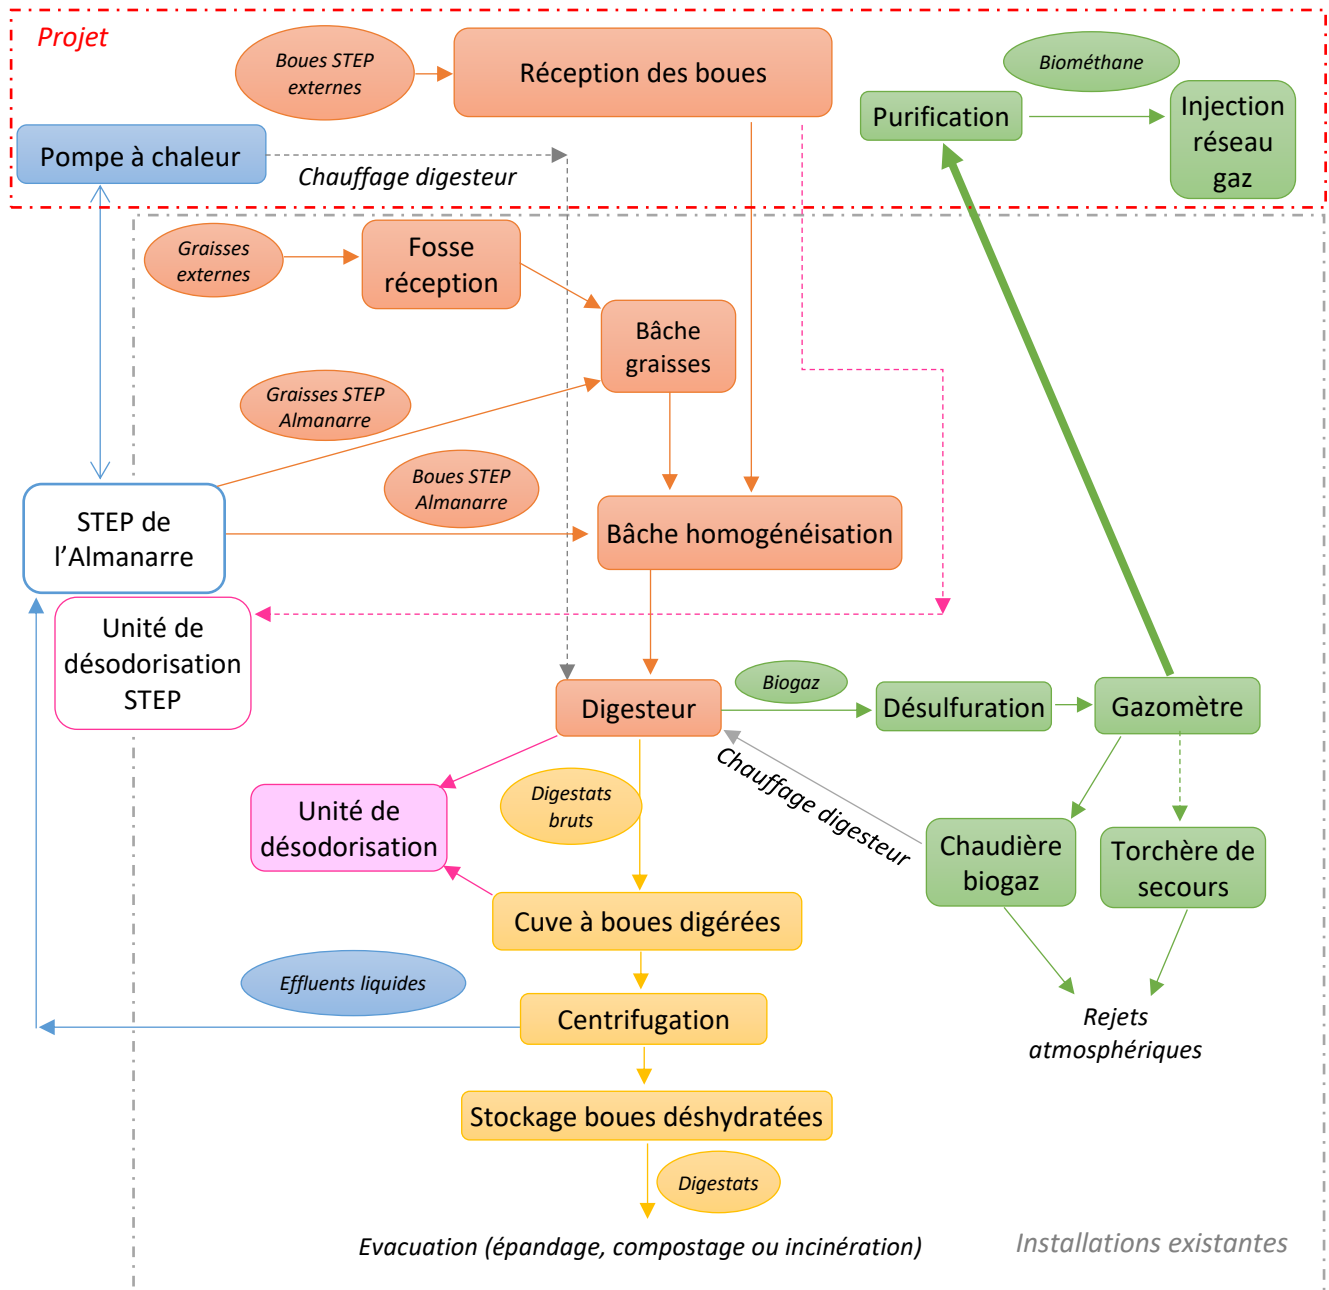 Projet
Boues STEP
externes
Réception des boues
Biométhane
Purification
Injection
réseau
gaz
Pompe à chaleur
Chauffage digesteur
Graisses
externes
Fosse
réception
Bâche
graisses
Graisses STEP
Almanarre
Boues STEP
Almanarre
STEP de
l’Almanarre
Bâche homogénéisation
Unité de
désodorisation
STEP
Biogaz
Digesteur
Désulfuration
Gazomètre
Chauffage digesteur
Digestats
bruts
Unité de
désodorisation
Chaudière
biogaz
Torchère de
secours
Cuve à boues digérées
Effluents liquides
Centrifugation
Rejets
atmosphériques
Stockage boues déshydratées
Digestats
Evacuation (épandage, compostage ou incinération)
Installations existantes